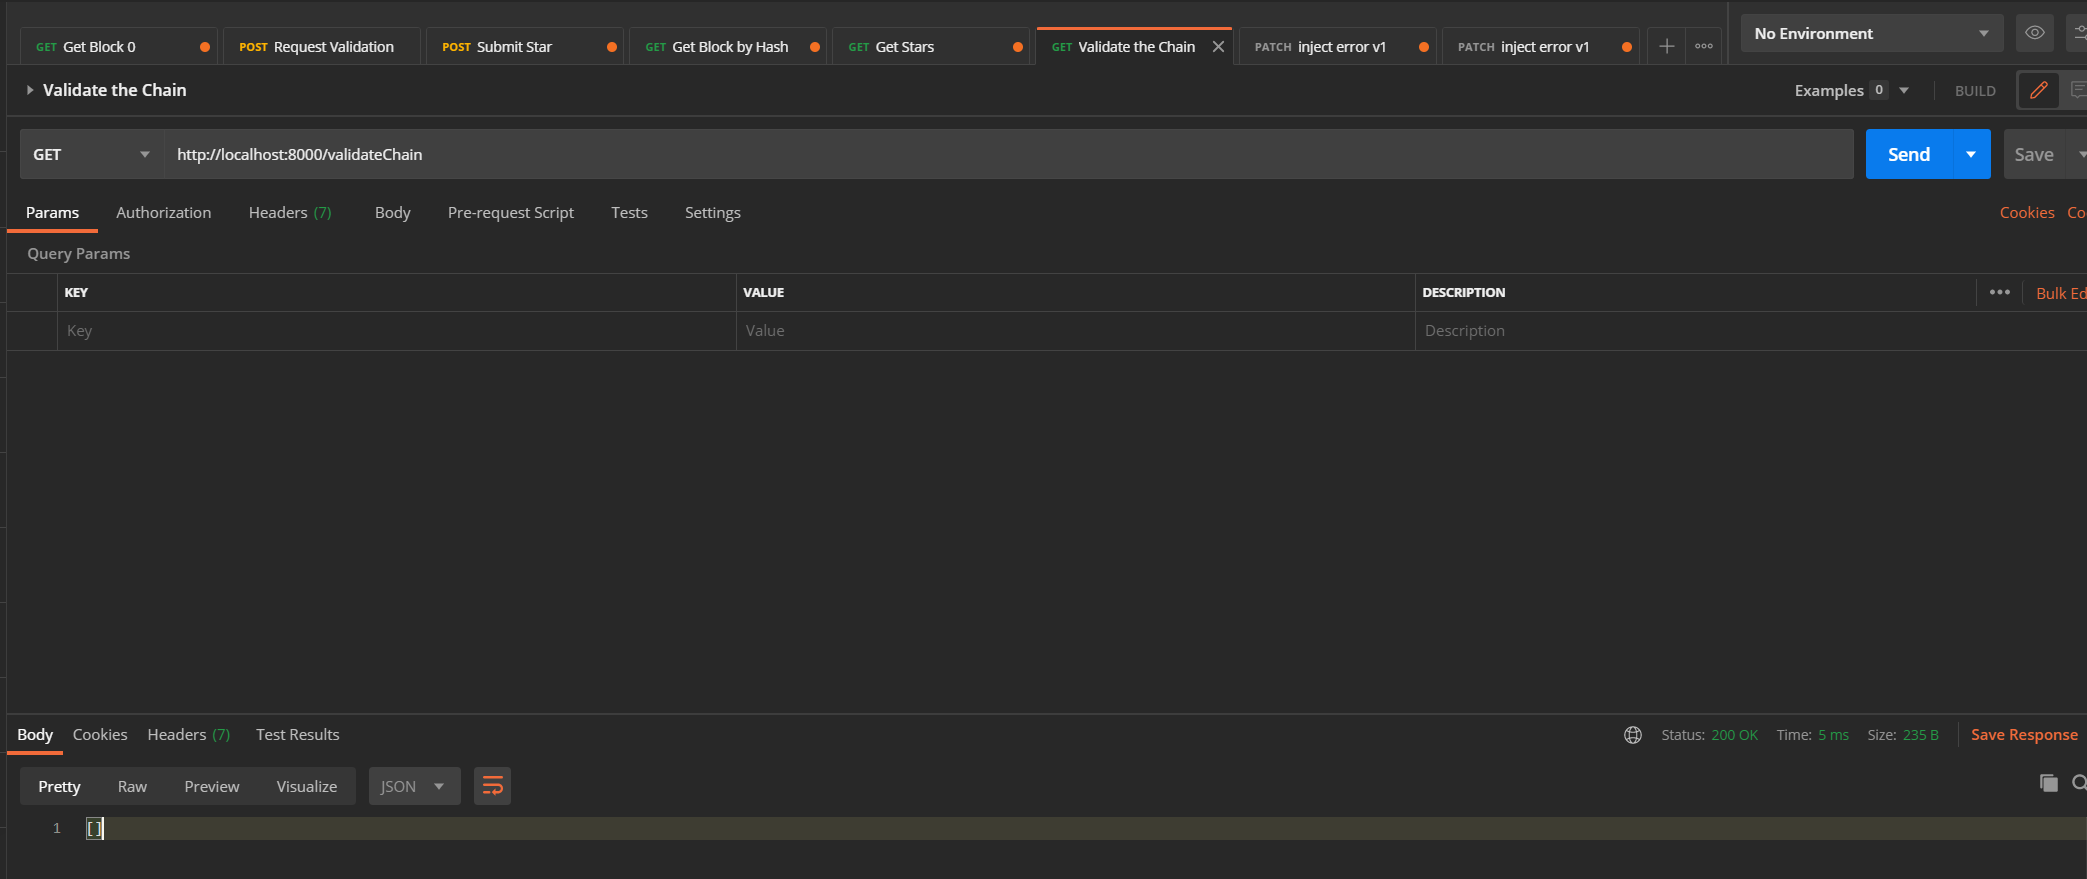 GET Get Block 0 POST Request Validation POST Submit Star GET Get Block by Hash GET Get Stars GET Validate the Chain PATCH inject error v1 PATCH inject error v1 No Environment
Validate the Chain Examples 0 BUILD
GET http://localhost:8000/validateChain Send Save
Params Authorization Headers (7) Body Pre-request Script Tests Settings Cookies Co
Query Params
KEY VALUE DESCRIPTION Bulk Ed
Key Value Description
Body Cookies Headers (7) Test Results Status: 200 OK Time: 5 ms Size: 235 B Save Response
Pretty Raw Preview Visualize JSON
1 []